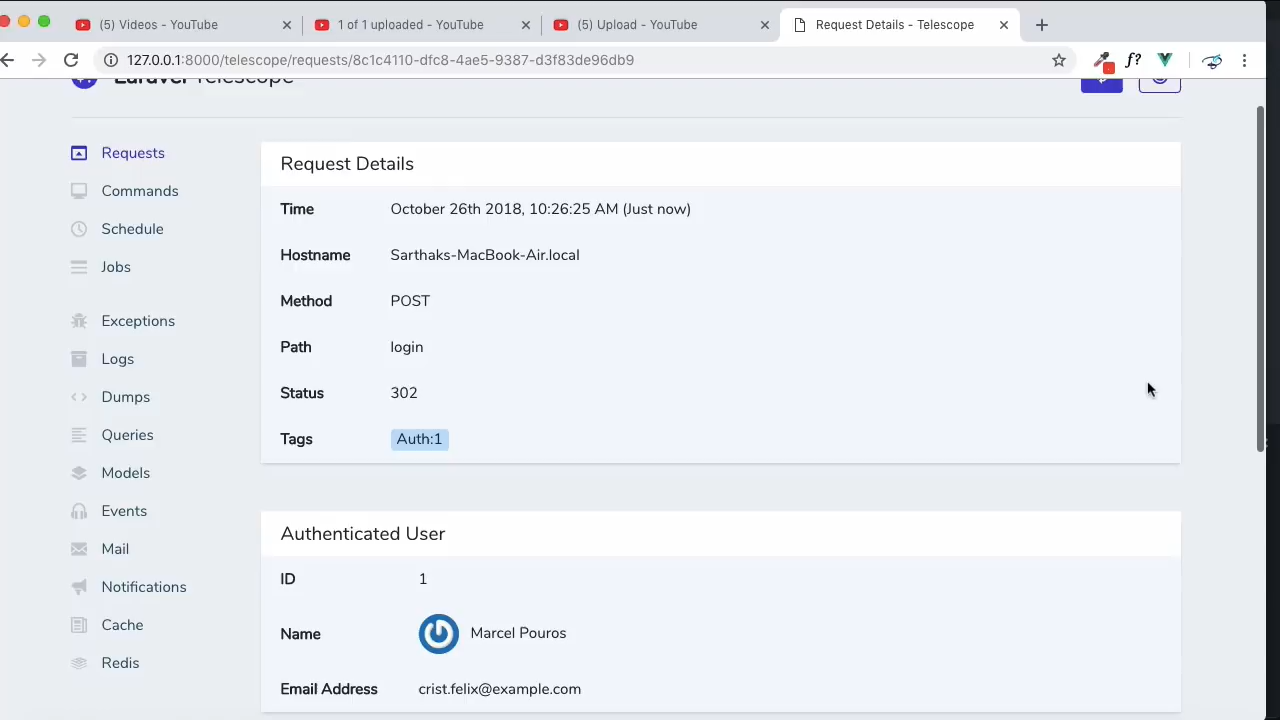 (5) Videos - YouTube
1 of 1 uploaded - YouTube
(5) Upload - YouTube
Request Details - Telescope
127.0.0.1:8000/telescope/requests/8c1c4110-dfc8-4ae5-9387-d3f83de96db9
f?
Laravel Telescope
Requests
Commands
Schedule
Jobs
Exceptions
Logs
Dumps
Queries
Models
Events
Mail
Notifications
Cache
Redis
Request Details
Time October 26th 2018, 10:26:25 AM (Just now)
Hostname Sarthaks-MacBook-Air.local
Method POST
Path login
Status 302
Tags Auth:1
Authenticated User
ID 1
Name Marcel Pouros
Email Address crist.felix@example.com